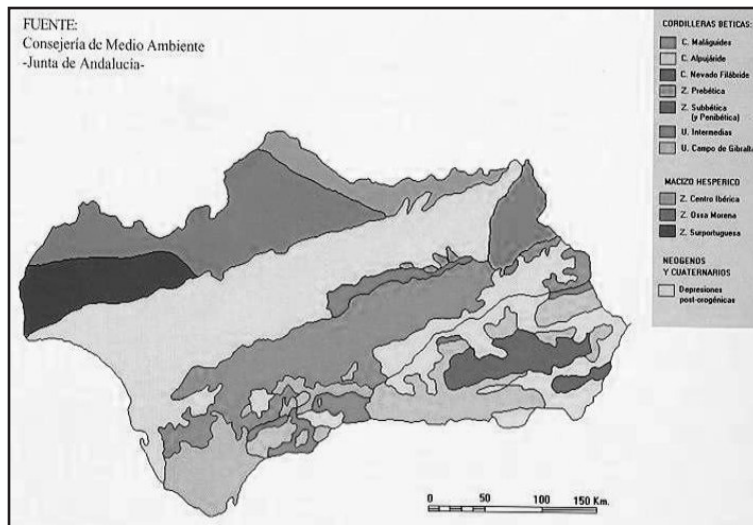 FUENTE:
Consejería de Medio Ambiente
-Junta de Andalucía-
CORDILLERAS BETICAS:
C. Maláguides
C. Alpujáride
C. Nevado Filábride
Z. Prebética
Z. Subbética
(y Penibética)
U. Intermedias
U. Campo de Gibralta
MACIZO HESPERICO
Z. Centro Ibérica
Z. Ossa Morena
Z. Surportuguesa
NEOGENOS
Y CUATERNARIOS
Depresiones
post-orogénicas
0 50 100 150 Km.